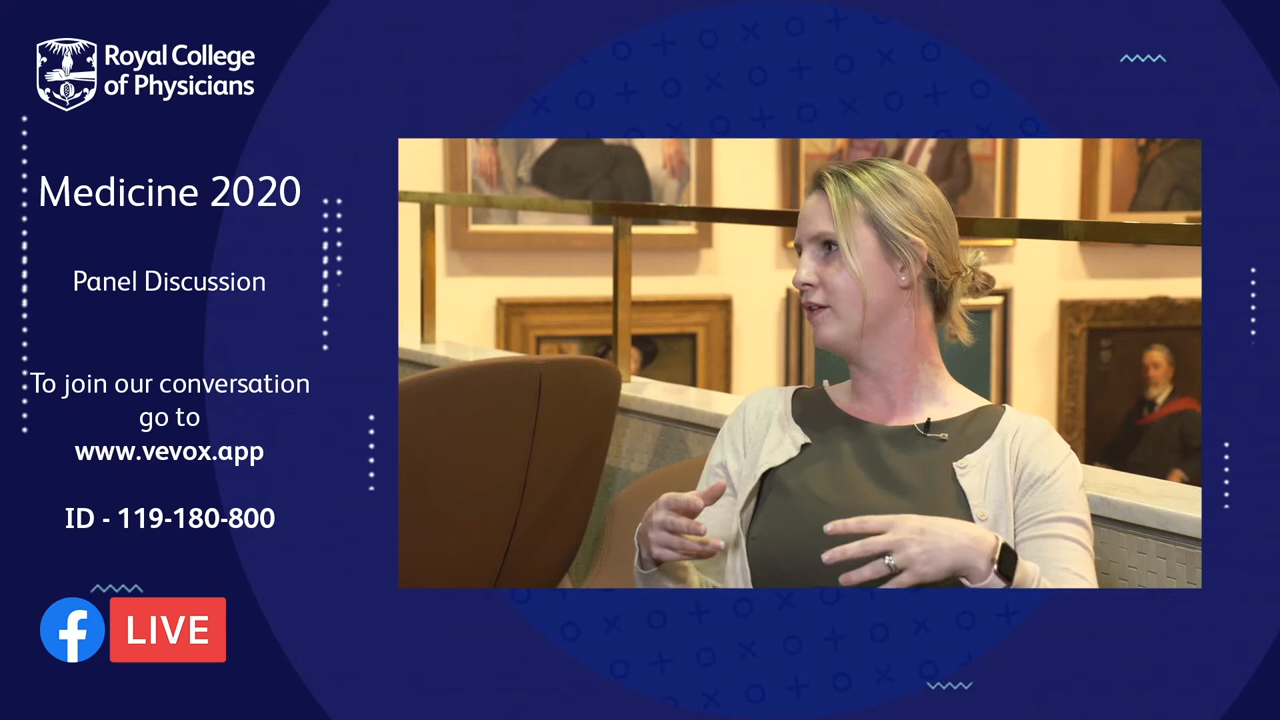 Royal College
of Physicians
Medicine 2020
Panel Discussion
To join our conversation
go to
www.vevox.app
ID - 119-180-800
f LIVE